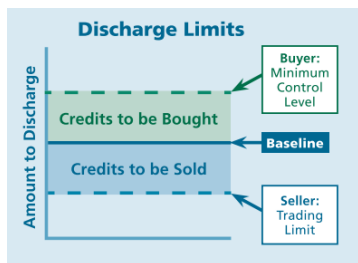 Discharge Limits
Amount to Discharge
Buyer:
Minimum
Control
Level
Credits to be Bought
Baseline
Credits to be Sold
Seller:
Trading
Limit